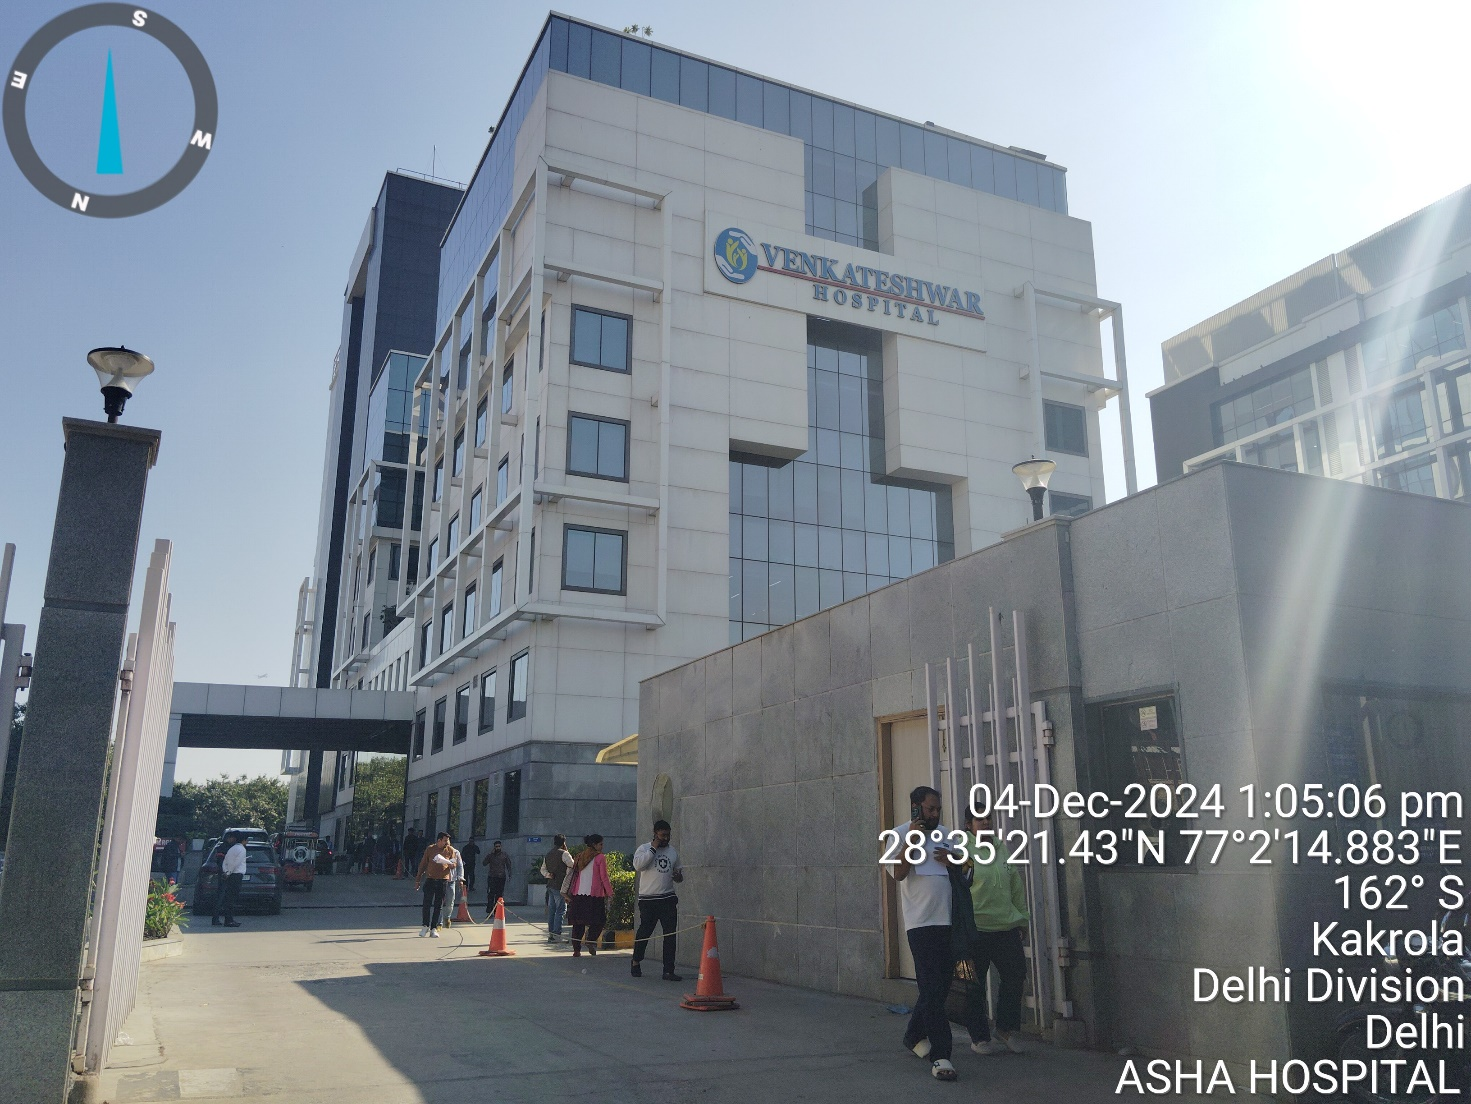 S
E
W
N
VENKATESHWAR
HOSPITAL
04-Dec-2024 1:05:06 pm
28°35'21.43"N 77°2'14.883"E
162° S
Kakrola
Delhi Division
Delhi
ASHA HOSPITAL